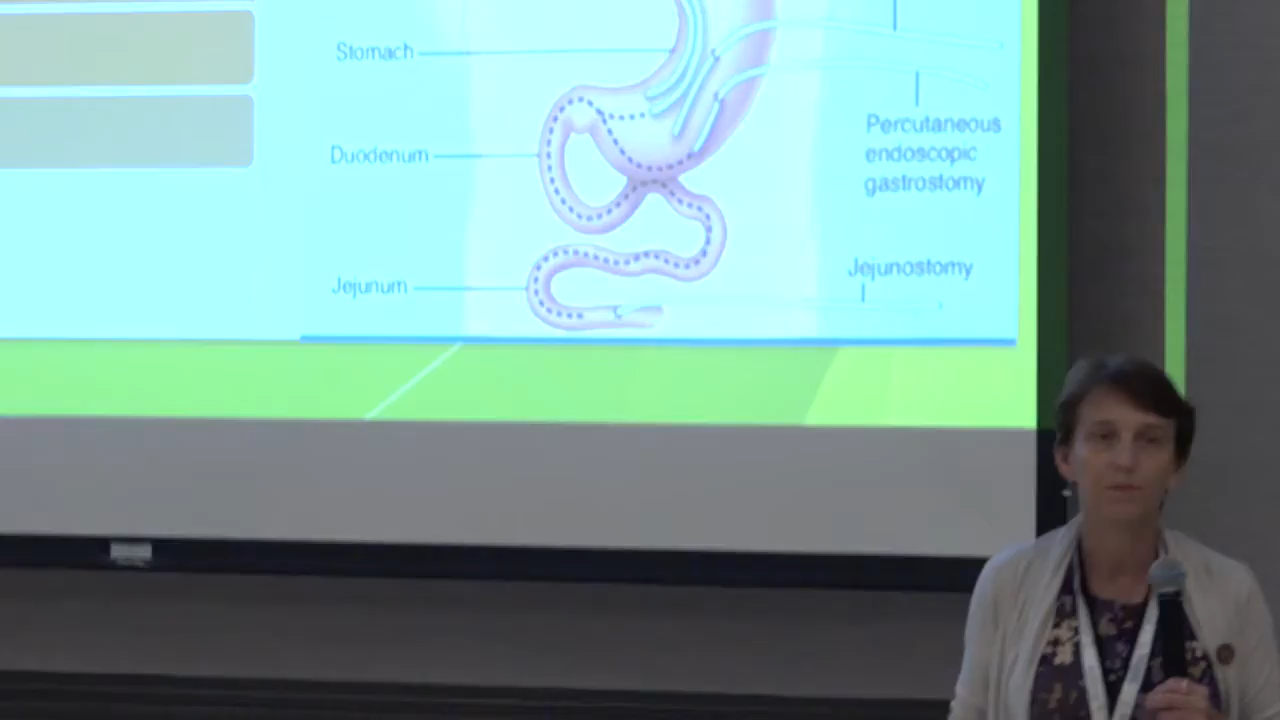 Stomach
Duodenum
Jejunum
Percutaneous
endoscopic
gastrostomy
Jejunostomy